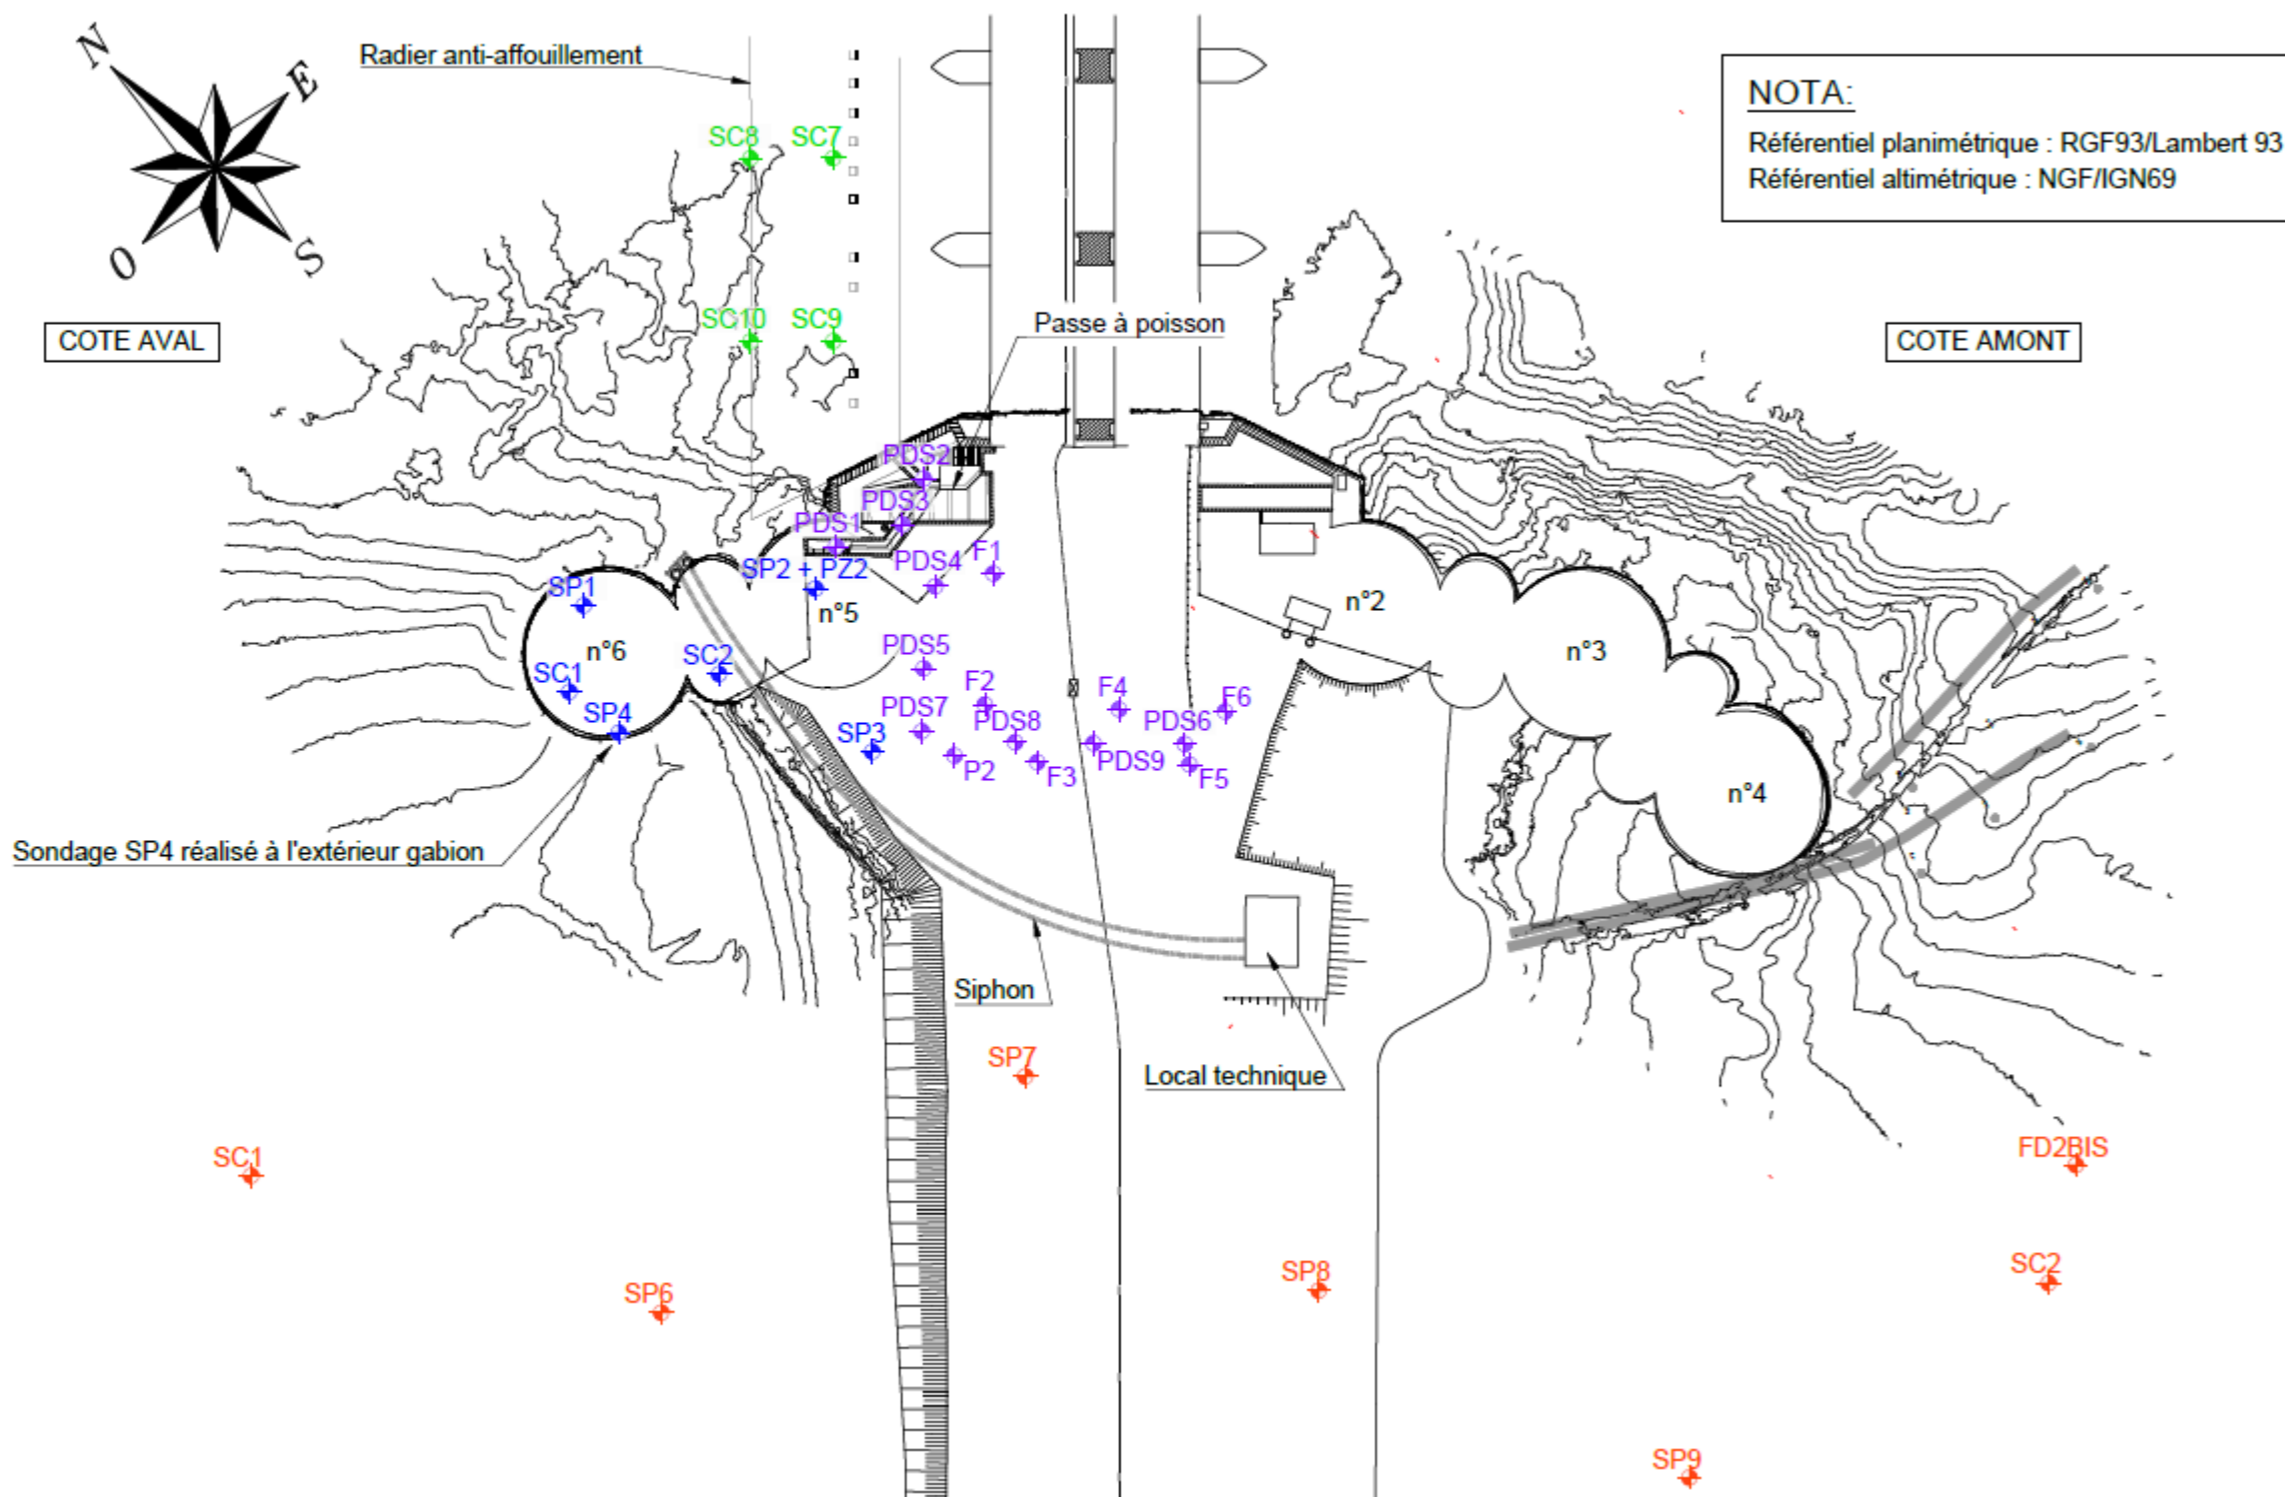 N
E
O
S
Radier anti-affouillement
NOTA:
Référentiel planimétrique : RGF93/Lambert 93
Référentiel altimétrique : NGF/IGN69
SC8
SC7
COTE AVAL
SC10
SC9
Passe à poisson
COTE AMONT
PDS2
PDS3
PDS1
PDS4
F1
SP2 + PZ2
SP1
n°5
n°2
n°6
SC2
n°3
SC1
PDS5
SP4
F2
F4
F6
PDS7
PDS8
PDS6
SP3
P2
F3
PDS9
F5
n°4
Sondage SP4 réalisé à l'extérieur gabion
Siphon
SP7
Local technique
SC1
FD2BIS
SP6
SP8
SC2
SP9